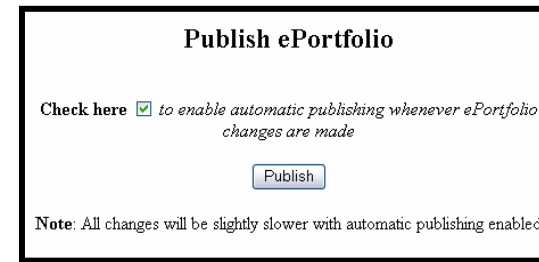 Publish ePortfolio
Check here to enable automatic publishing whenever ePortfolio
changes are made
Publish
Note: All changes will be slightly slower with automatic publishing enabled